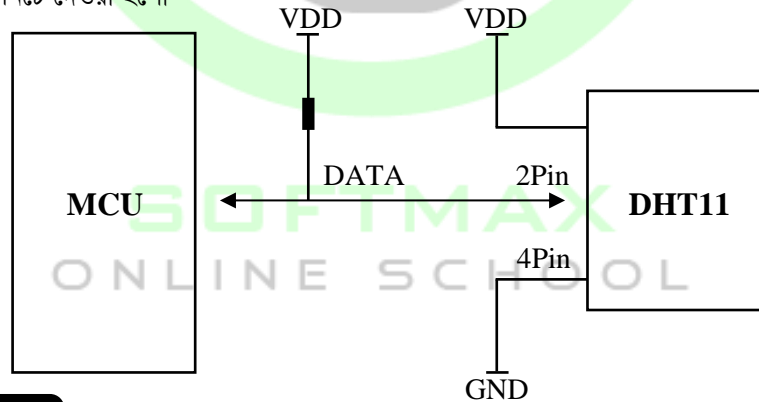 VDD VDD
DATA 2Pin
MCU DHT11
SOFTMAX
4Pin
ONLINE SCHOOL
GND